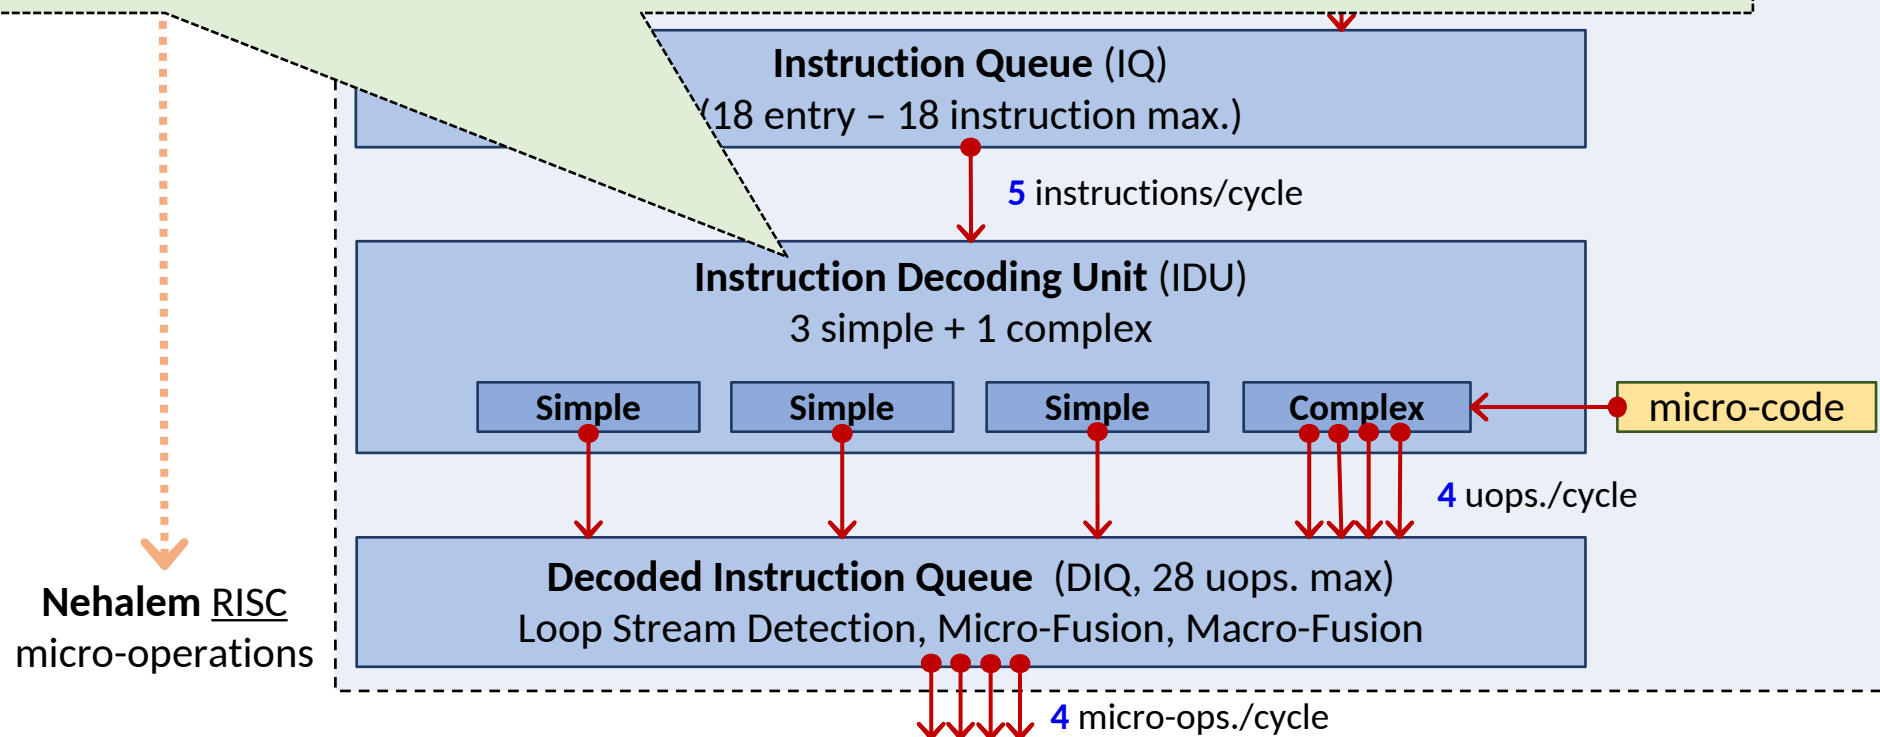 Instruction Queue (IQ)
(18 entry – 18 instruction max.)
5 instructions/cycle
Instruction Decoding Unit (IDU)
3 simple + 1 complex
Simple
Simple
Simple
Complex
micro-code
4 uops./cycle
Decoded Instruction Queue (DIQ, 28 uops. max)
Loop Stream Detection, Micro-Fusion, Macro-Fusion
Nehalem RISC
micro-operations
4 micro-ops./cycle